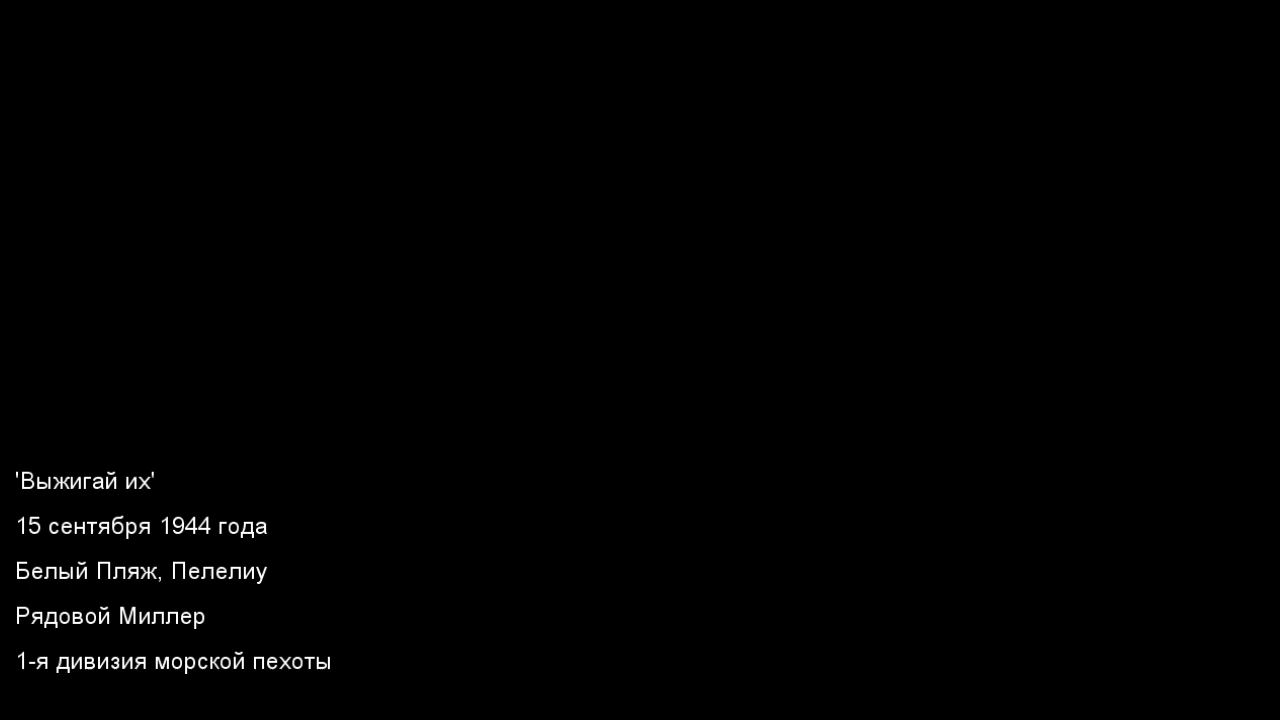 'Выжигай их'
15 сентября 1944 года
Белый Пляж, Пелелиу
Рядовой Миллер
1-я дивизия морской пехоты